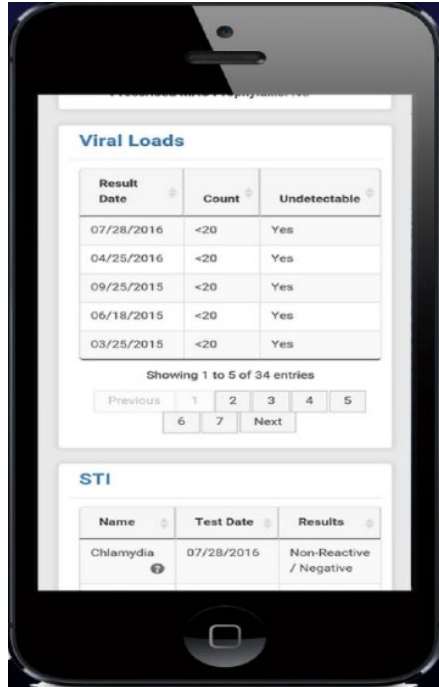 Viral Loads
Result Date Count Undetectable
07/28/2016 <20 Yes
04/25/2016 <20 Yes
09/25/2015 <20 Yes
06/18/2015 <20 Yes
03/25/2015 <20 Yes
Showing 1 to 5 of 34 entries
Previous 1 2 3 4 5
6 7 Next
STI
Name Test Date Results
Chlamydia 07/28/2016 Non-Reactive
/ Negative